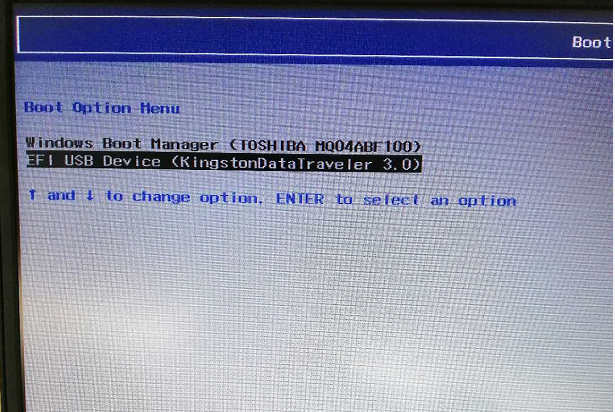 Boot
Boot Option Menu
Windows Boot Manager (TOSHIBA MQ04ABF100)
EFI USB Device (KingstonDataTraveler 3.0)
↑ and ↓ to change option, ENTER to select an option